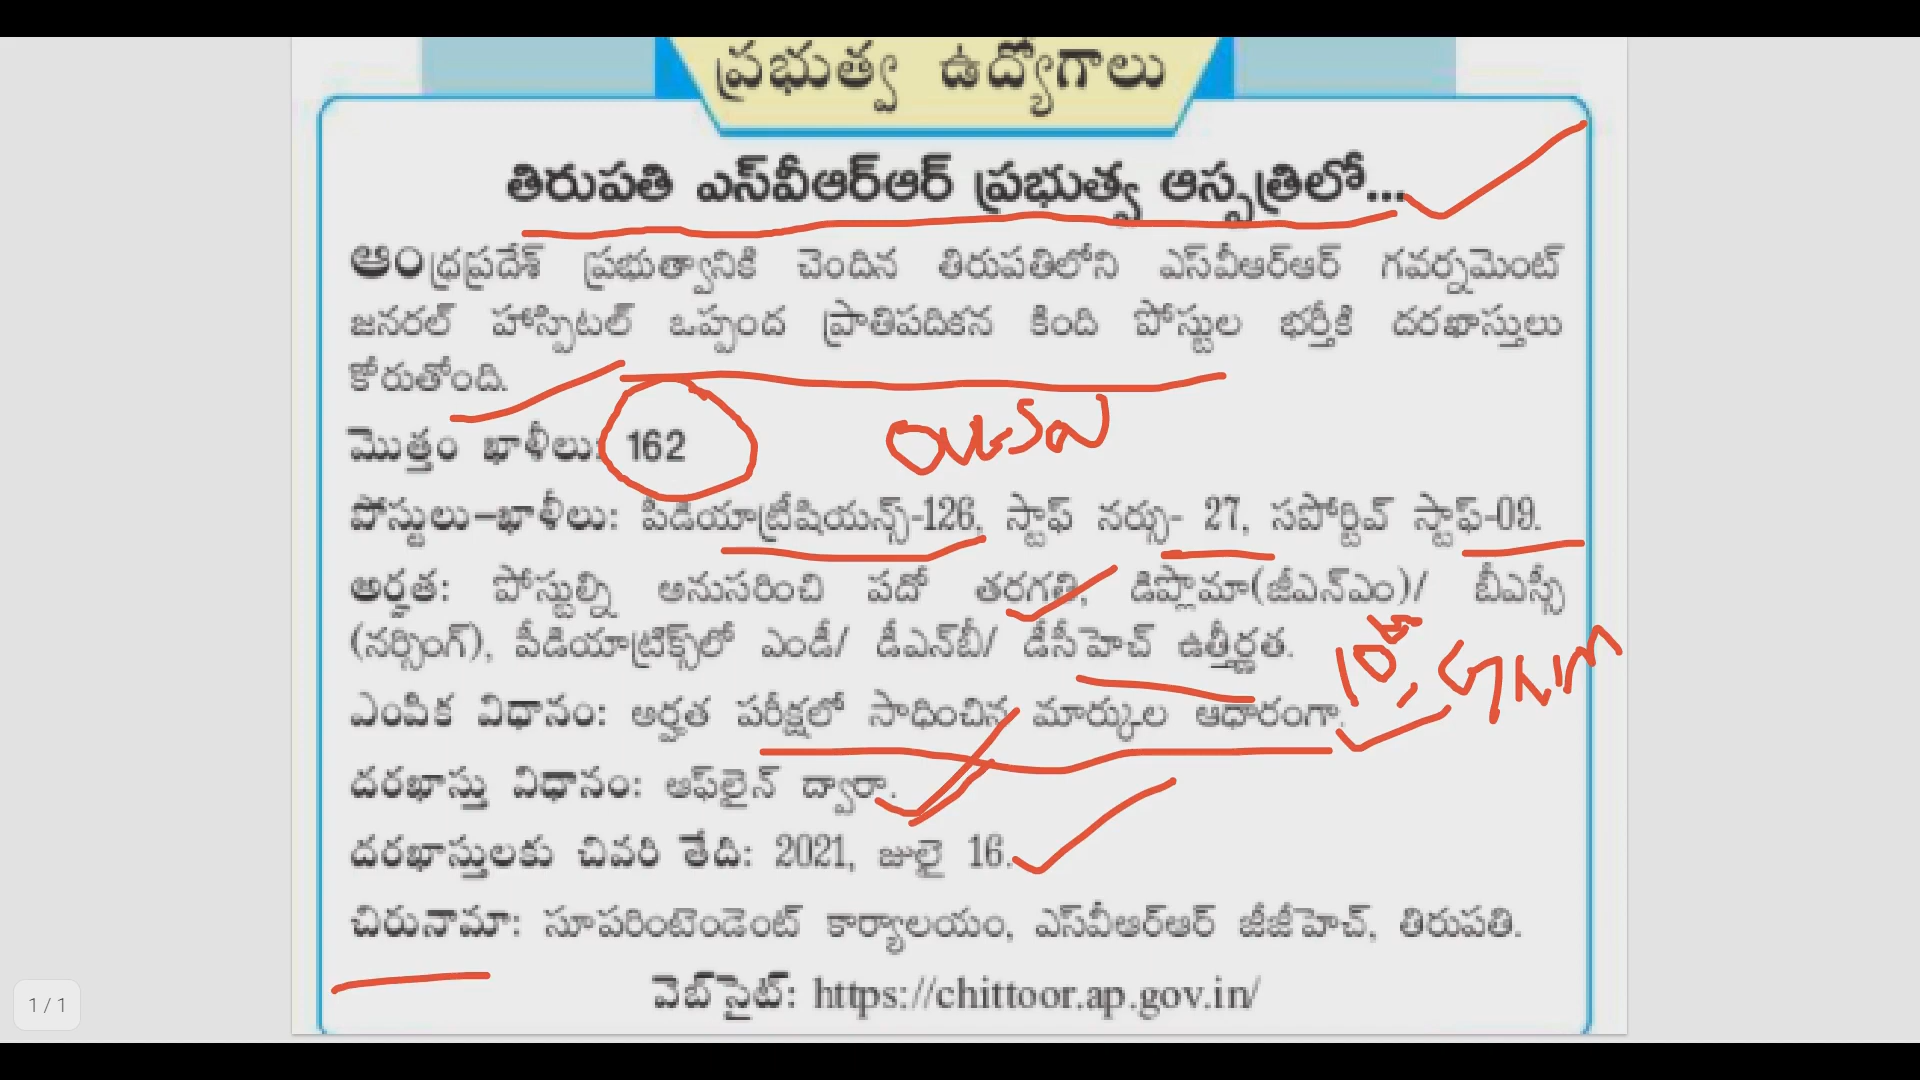 ప్రభుత్వ ఉద్యోగాలు
తిరుపతి ఎస్‌వీఆర్‌ఆర్ ప్రభుత్వ ఆస్పత్రిలో...
ఆంధ్రప్రదేశ్ ప్రభుత్వానికి చెందిన తిరుపతిలోని ఎస్‌వీఆర్‌ఆర్ గవర్నమెంట్
జనరల్ హాస్పిటల్ ఒప్పంద ప్రాతిపదికన కింది పోస్టుల భర్తీకి దరఖాస్తులు
కోరుతోంది.
మొత్తం ఖాళీలు: 162
పోస్టులు-ఖాళీలు: పీడియాట్రీషియన్స్-126, స్టాఫ్ నర్సు- 27, సపోర్టివ్ స్టాఫ్-09.
అర్హత: పోస్టుల్ని అనుసరించి పదో తరగతి, డిప్లొమా(జీఎన్ఎం)/ బీఎస్సీ
(నర్సింగ్), పీడియాట్రిక్స్‌లో ఎండీ/ డీఎన్‌బీ/ డీసీహెచ్ ఉత్తీర్ణత.
10th,
ఎంపిక విధానం: అర్హత పరీక్షలో సాధించిన మార్కుల ఆధారంగా.
దరఖాస్తు విధానం: ఆఫ్‌లైన్ ద్వారా.
దరఖాస్తులకు చివరి తేది: 2021, జులై 16.
చిరునామా: సూపరింటెండెంట్ కార్యాలయం, ఎస్‌వీఆర్‌ఆర్ జీజీహెచ్, తిరుపతి.
వెబ్‌సైట్: https://chittoor.ap.gov.in/
1 / 1